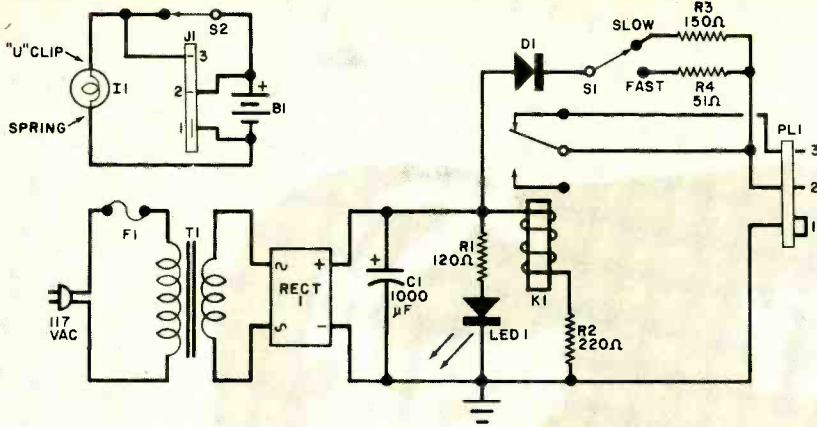 "U" CLIP
SPRING
I1
S2
J1
3
2
1
+
B1
D1
SLOW
R3
150Ω
S1
FAST
R4
51Ω
PL1
3
2
1
117
VAC
F1
T1
RECT
1
+
-
+
C1
1000
μF
R1
120Ω
LED1
K1
R2
220Ω